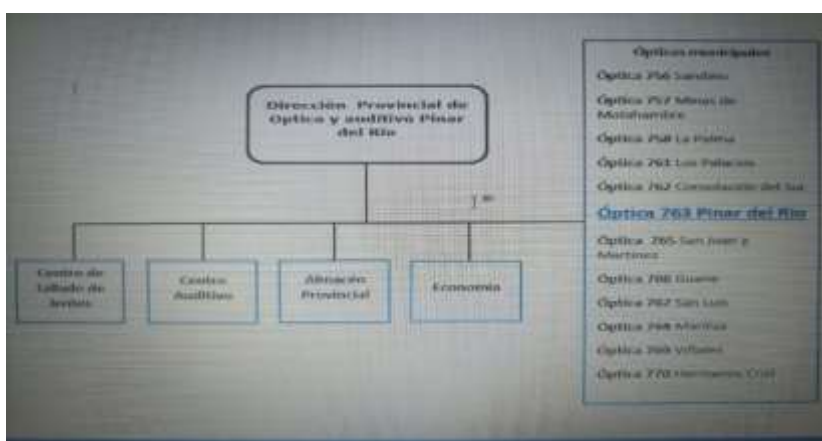 Dirección Provincial de
Óptica y auditivo Pinar
del Río
Centro de
tallado de
lentes
Centro
Auditivo
Almacén
Provincial
Economía
Ópticas municipales
Óptica 756 Sandino
Óptica 757 Minas de
Matahambre
Óptica 758 La Palma
Óptica 761 Los Palacios
Óptica 762 Consolación del Sur
Óptica 763 Pinar del Río
Óptica 765 San Juan y
Martínez
Óptica 766 Guane
Óptica 767 San Luis
Óptica 768 Mantua
Óptica 769 Viñales
Óptica 770 Hermanos Cruz